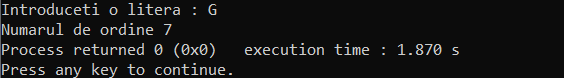 Introduceti o litera : G
Numarul de ordine 7
Process returned 0 (0x0)   execution time : 1.870 s
Press any key to continue.